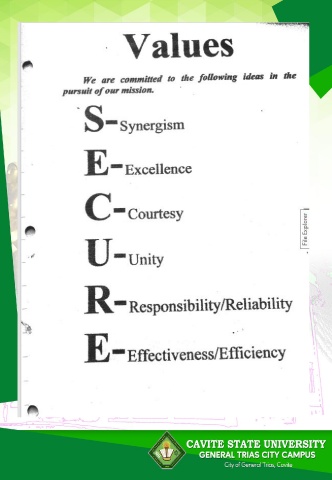 Values
We are committed to the following ideas in the
pursuit of our mission.
S-Synergism
E-Excellence
C-Courtesy
U-Unity
R-Responsibility/Reliability
E-Effectiveness/Efficiency
File Explorer
CAVITE STATE UNIVERSITY
GENERAL TRIAS CITY CAMPUS
City of General Trias, Cavite